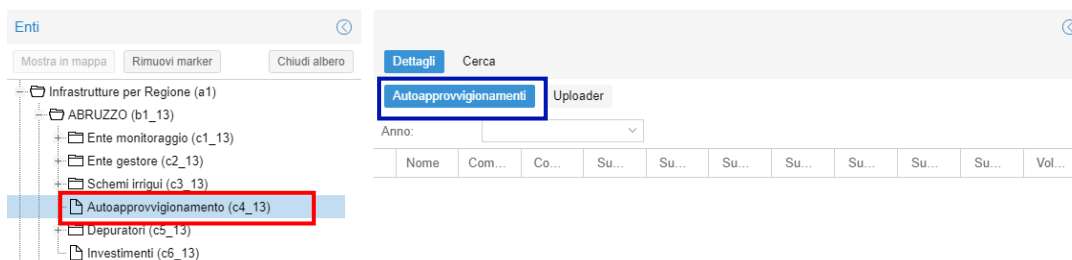 Enti
Mostra in mappa Rimuovi marker Chiudi albero
Infrastrutture per Regione (a1)
ABRUZZO (b1_13)
Ente monitoraggio (c1_13)
Ente gestore (c2_13)
Schemi irrigui (c3_13)
Autoapprovvigionamento (c4_13)
Depuratori (c5_13)
Investimenti (c6_13)
Dettagli Cerca
Autoapprovvigionamenti Uploader
Anno:
Nome Com... Co... Su... Su... Su... Su... Su... Su... Su... Vol...